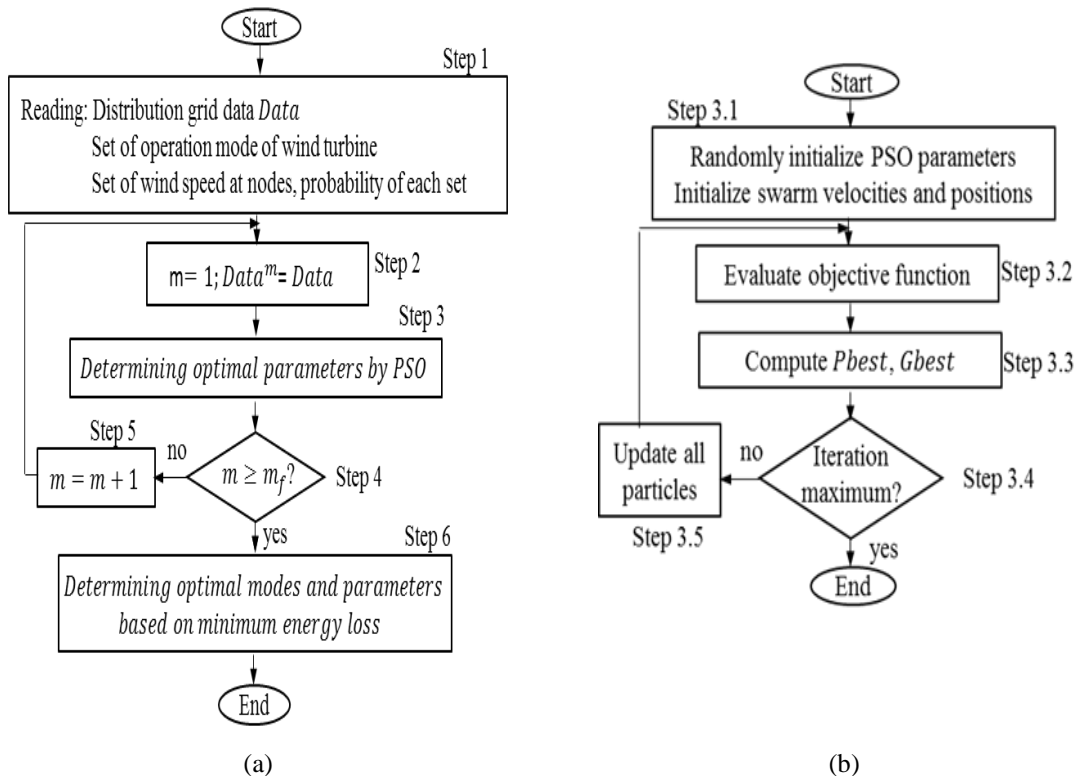 Start
Step 1
Reading: Distribution grid data Data
Set of operation mode of wind turbine
Set of wind speed at nodes, probability of each set
m= 1; Data^m= Data
Step 2
Step 3
Determining optimal parameters by PSO
Step 5
no
m = m + 1
m ≥ m_f?
Step 4
yes
Step 6
Determining optimal modes and parameters
based on minimum energy loss
End
(a)
Start
Step 3.1
Randomly initialize PSO parameters
Initialize swarm velocities and positions
Evaluate objective function
Step 3.2
Compute Pbest, Gbest
Step 3.3
Update all
particles
no
Iteration
maximum?
Step 3.4
Step 3.5
yes
End
(b)